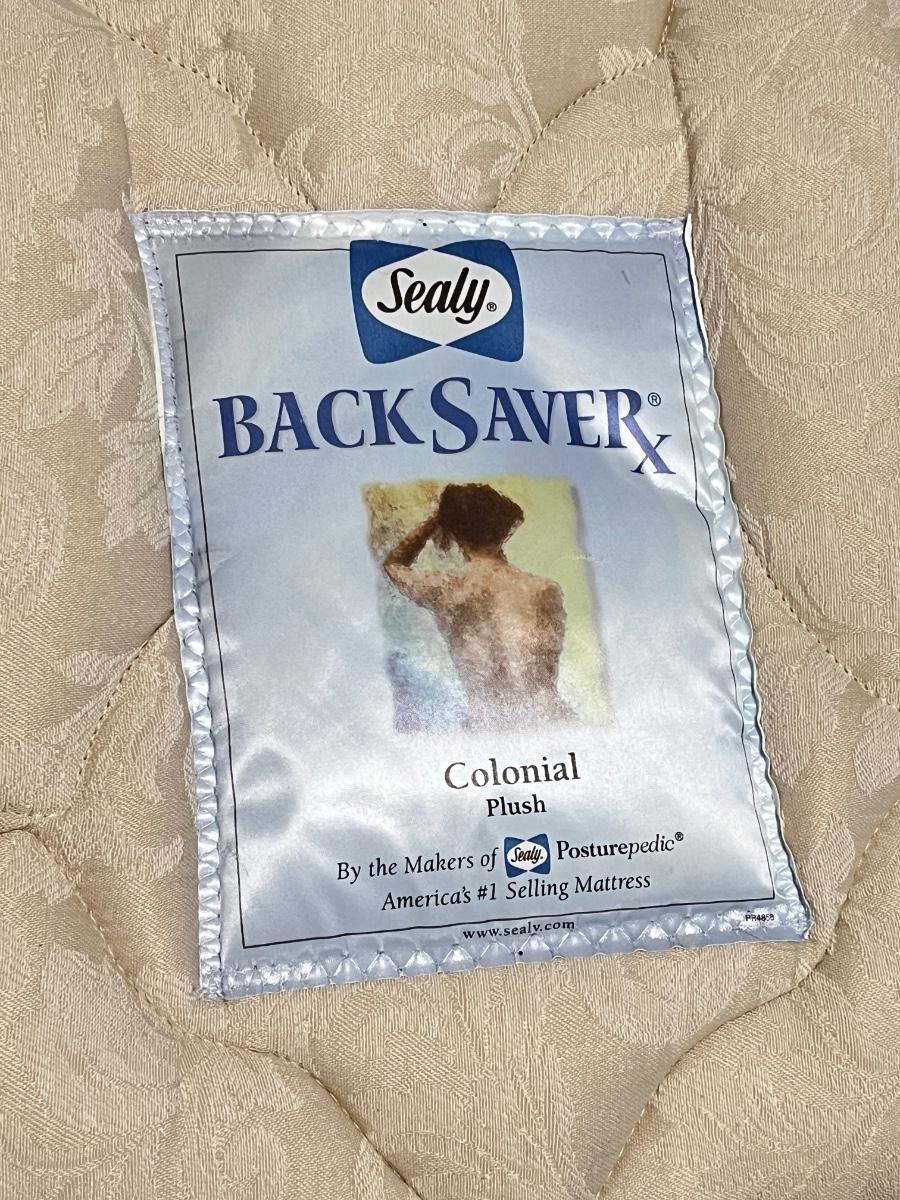 Sealy®
BACKSAVERX®
Colonial
Plush
By the Makers of Sealy. Posturepedic®
America's #1 Selling Mattress
www.sealy.com